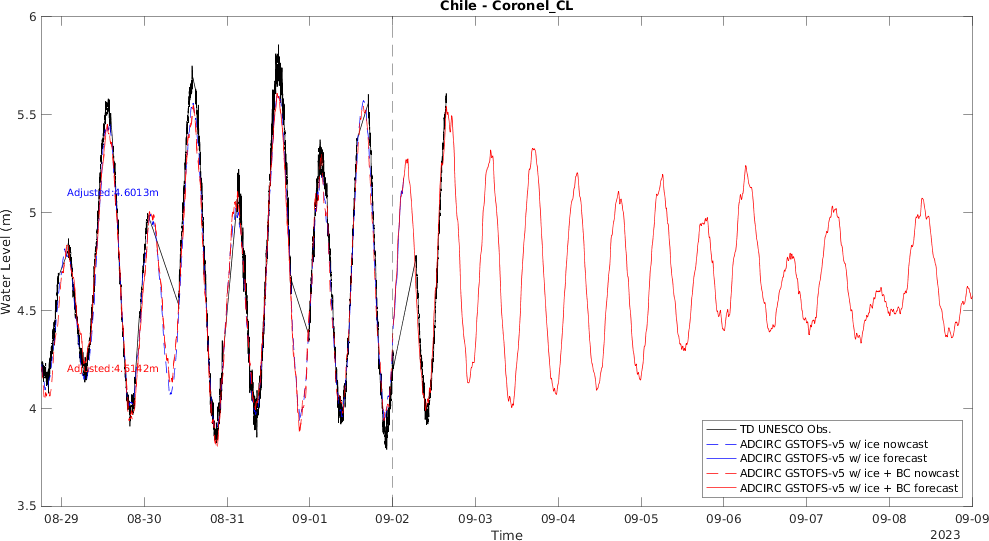 Chile - Coronel_CL
6
5.5
5
4.5
4
3.5
Water Level (m)
Adjusted:4.6013m
Adjusted:4.6142m
TD UNESCO Obs.
ADCIRC GSTOFS-v5 w/ ice nowcast
ADCIRC GSTOFS-v5 w/ ice forecast
ADCIRC GSTOFS-v5 w/ ice + BC nowcast
ADCIRC GSTOFS-v5 w/ ice + BC forecast
08-29 08-30 08-31 09-01 09-02 09-03 09-04 09-05 09-06 09-07 09-08 09-09
Time
2023